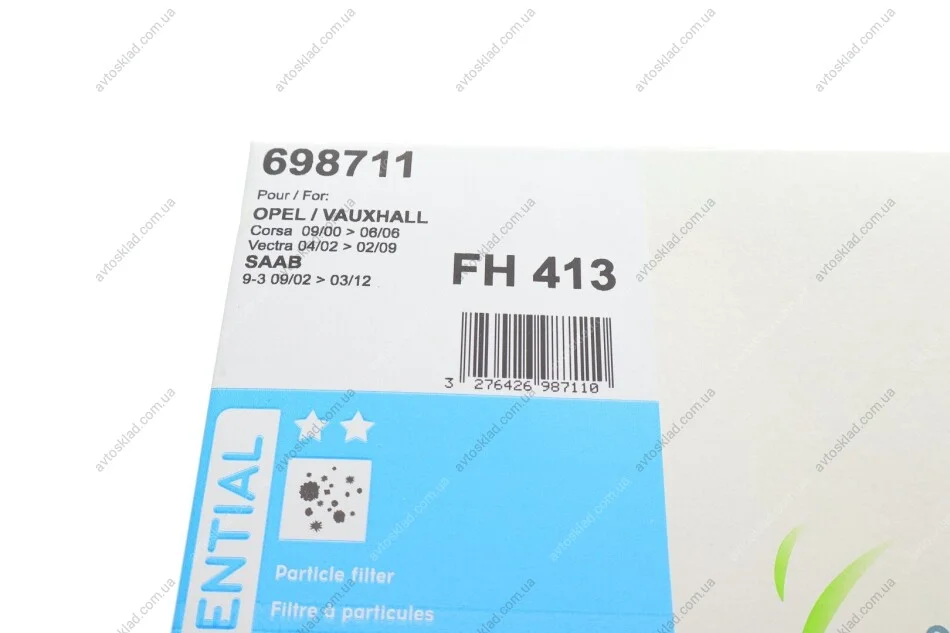 698711
Pour / For:
OPEL / VAUXHALL
Corsa 09/00 > 06/06
Vectra 04/02 > 02/09
SAAB
9-3 09/02 > 03/12
FH 413
3 276426 987110
ENTIAL
Particle filter
Filtre à particules
avtosklad.com.ua